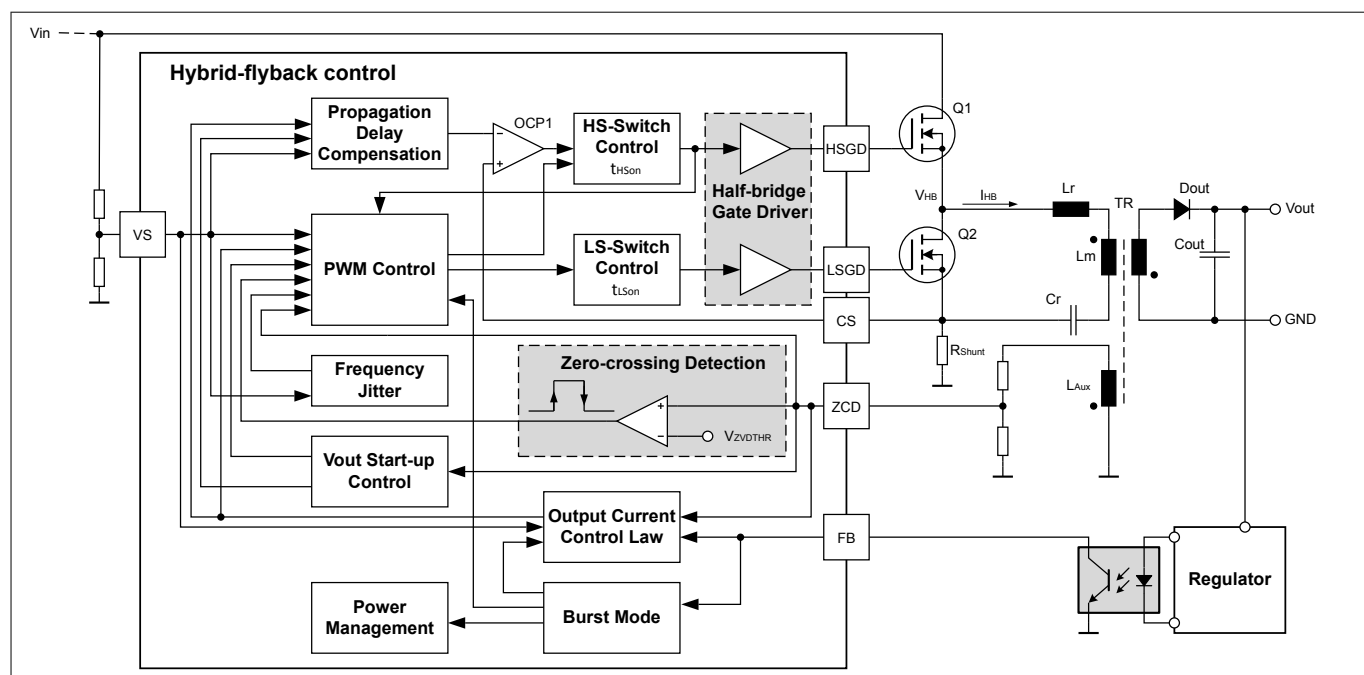 Vin
Hybrid-flyback control
Propagation
Delay
Compensation
OCP1
HS-Switch
Control
tHSon
Half-bridge
Gate Driver
HSGD
Q1
VHB
IHB
Lr
TR
Dout
Vout
VS
PWM Control
LS-Switch
Control
tLSon
LSGD
Q2
Lm
Cout
CS
Cr
GND
RShunt
Frequency
Jitter
Zero-crossing Detection
VZVDTHR
ZCD
LAux
Vout Start-up
Control
Output Current
Control Law
FB
Regulator
Power
Management
Burst Mode